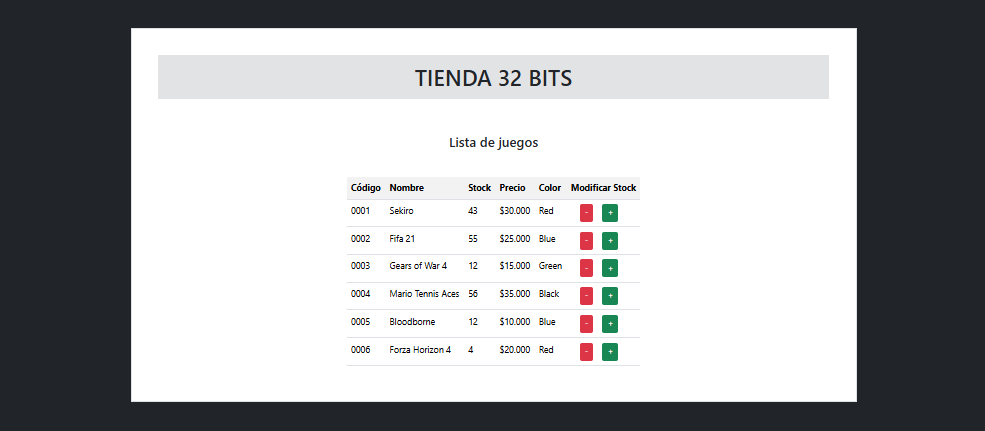 TIENDA 32 BITS
Lista de juegos
Código Nombre Stock Precio Color Modificar Stock
0001 Sekiro 43 $30.000 Red - +
0002 Fifa 21 55 $25.000 Blue - +
0003 Gears of War 4 12 $15.000 Green - +
0004 Mario Tennis Aces 56 $35.000 Black - +
0005 Bloodborne 12 $10.000 Blue - +
0006 Forza Horizon 4 4 $20.000 Red - +